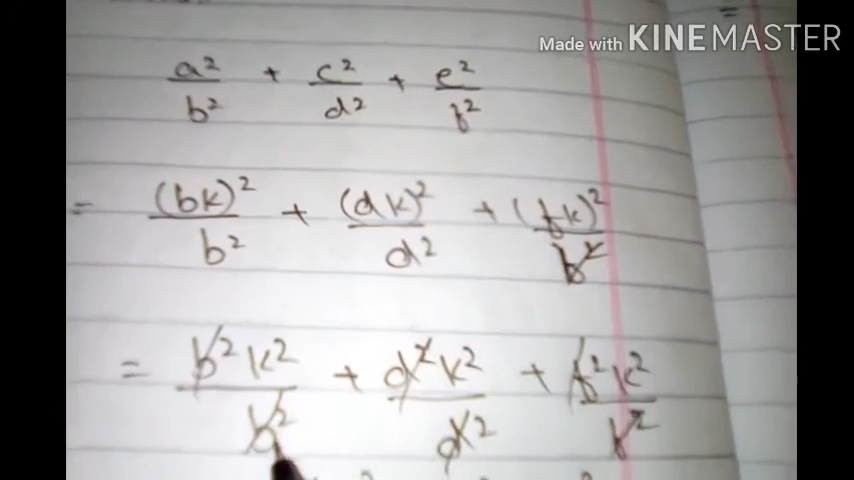 Made with KINEMASTER
a²/b² + c²/d² + e²/f²
= (bk)²/b² + (dk)²/d² + (fk)²/f²
= b²k²/b² + d²k²/d² + f²k²/f²